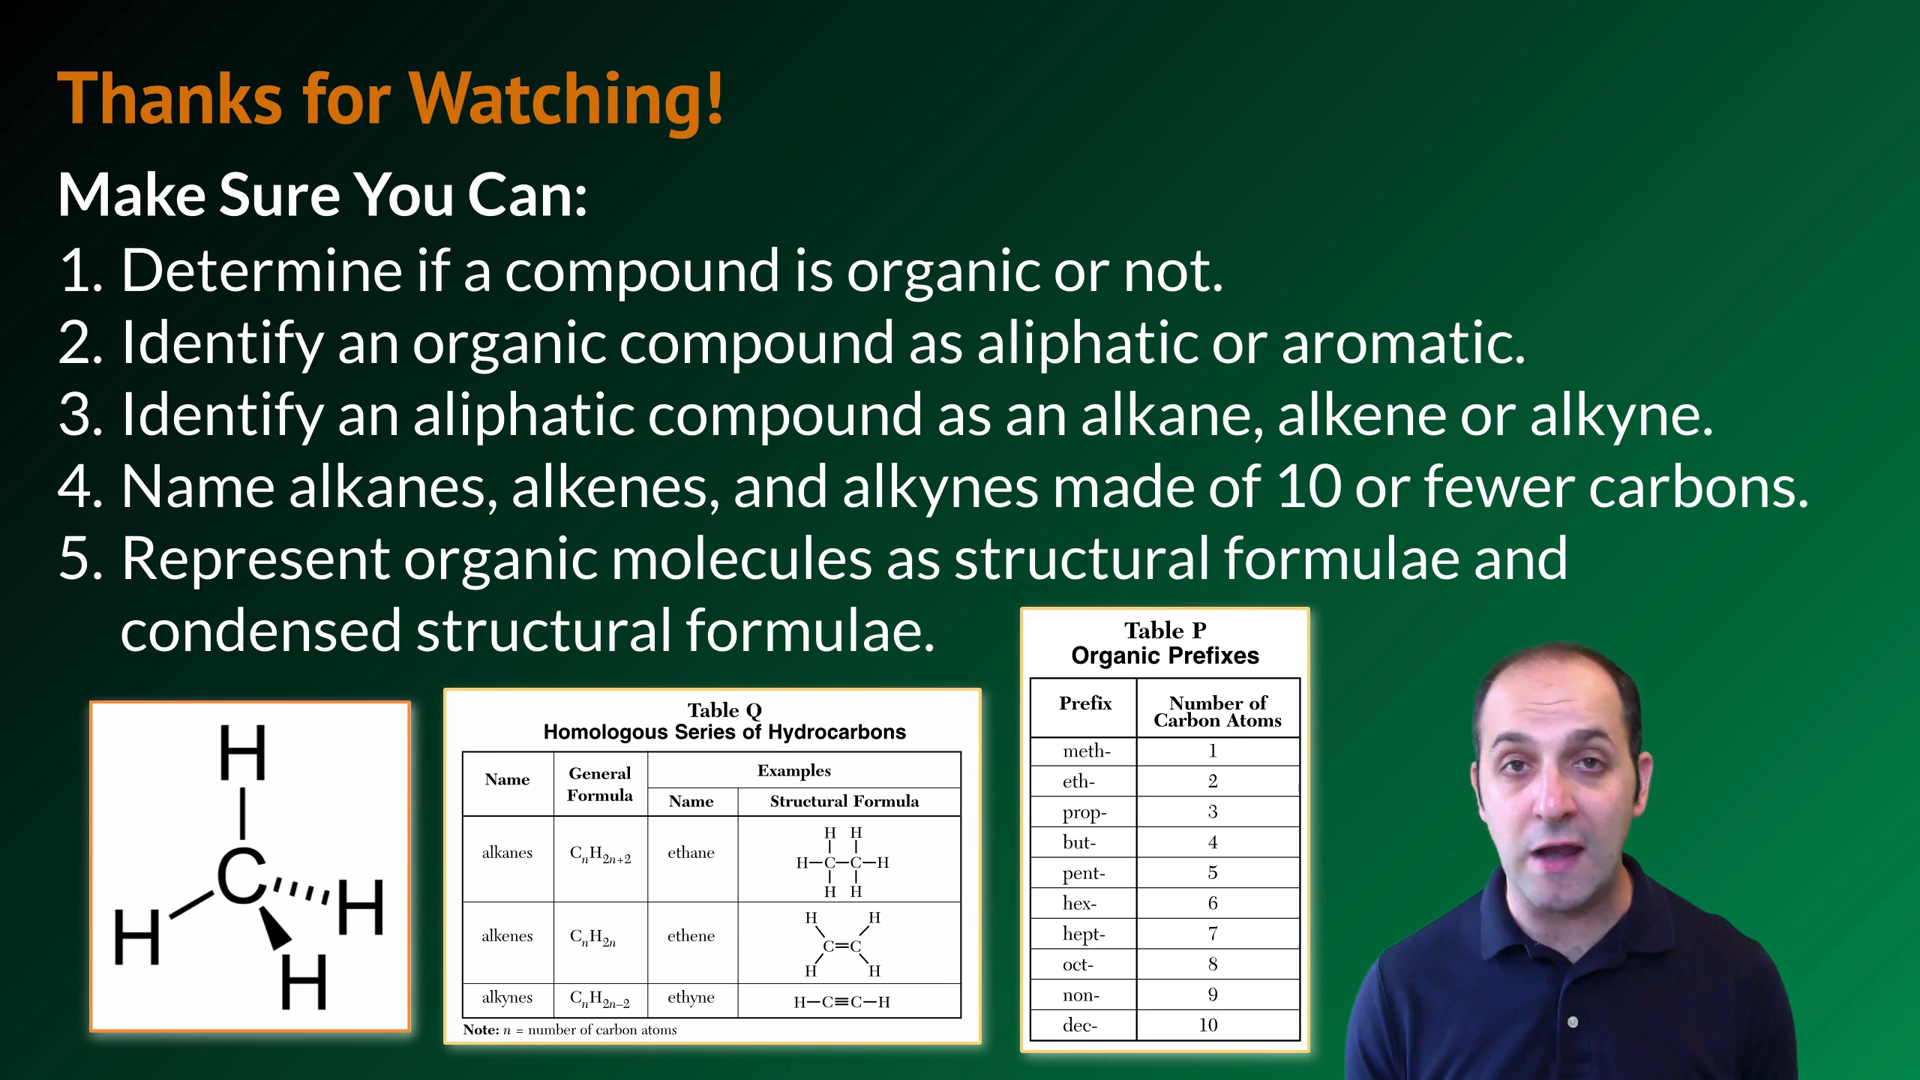 Thanks for Watching!
Make Sure You Can:
1. Determine if a compound is organic or not.
2. Identify an organic compound as aliphatic or aromatic.
3. Identify an aliphatic compound as an alkane, alkene or alkyne.
4. Name alkanes, alkenes, and alkynes made of 10 or fewer carbons.
5. Represent organic molecules as structural formulae and
condensed structural formulae.
H
C
H
H
H
Table Q
Homologous Series of Hydrocarbons
Name General Formula Examples
Name Structural Formula
alkanes CₙH₂ₙ₊₂ ethane
H H
H–C–C–H
H H
alkenes CₙH₂ₙ ethene
H H
C=C
H H
alkynes CₙH₂ₙ₋₂ ethyne H–C≡C–H
Note: n = number of carbon atoms
Table P
Organic Prefixes
Prefix Number of Carbon Atoms
meth- 1
eth- 2
prop- 3
but- 4
pent- 5
hex- 6
hept- 7
oct- 8
non- 9
dec- 10